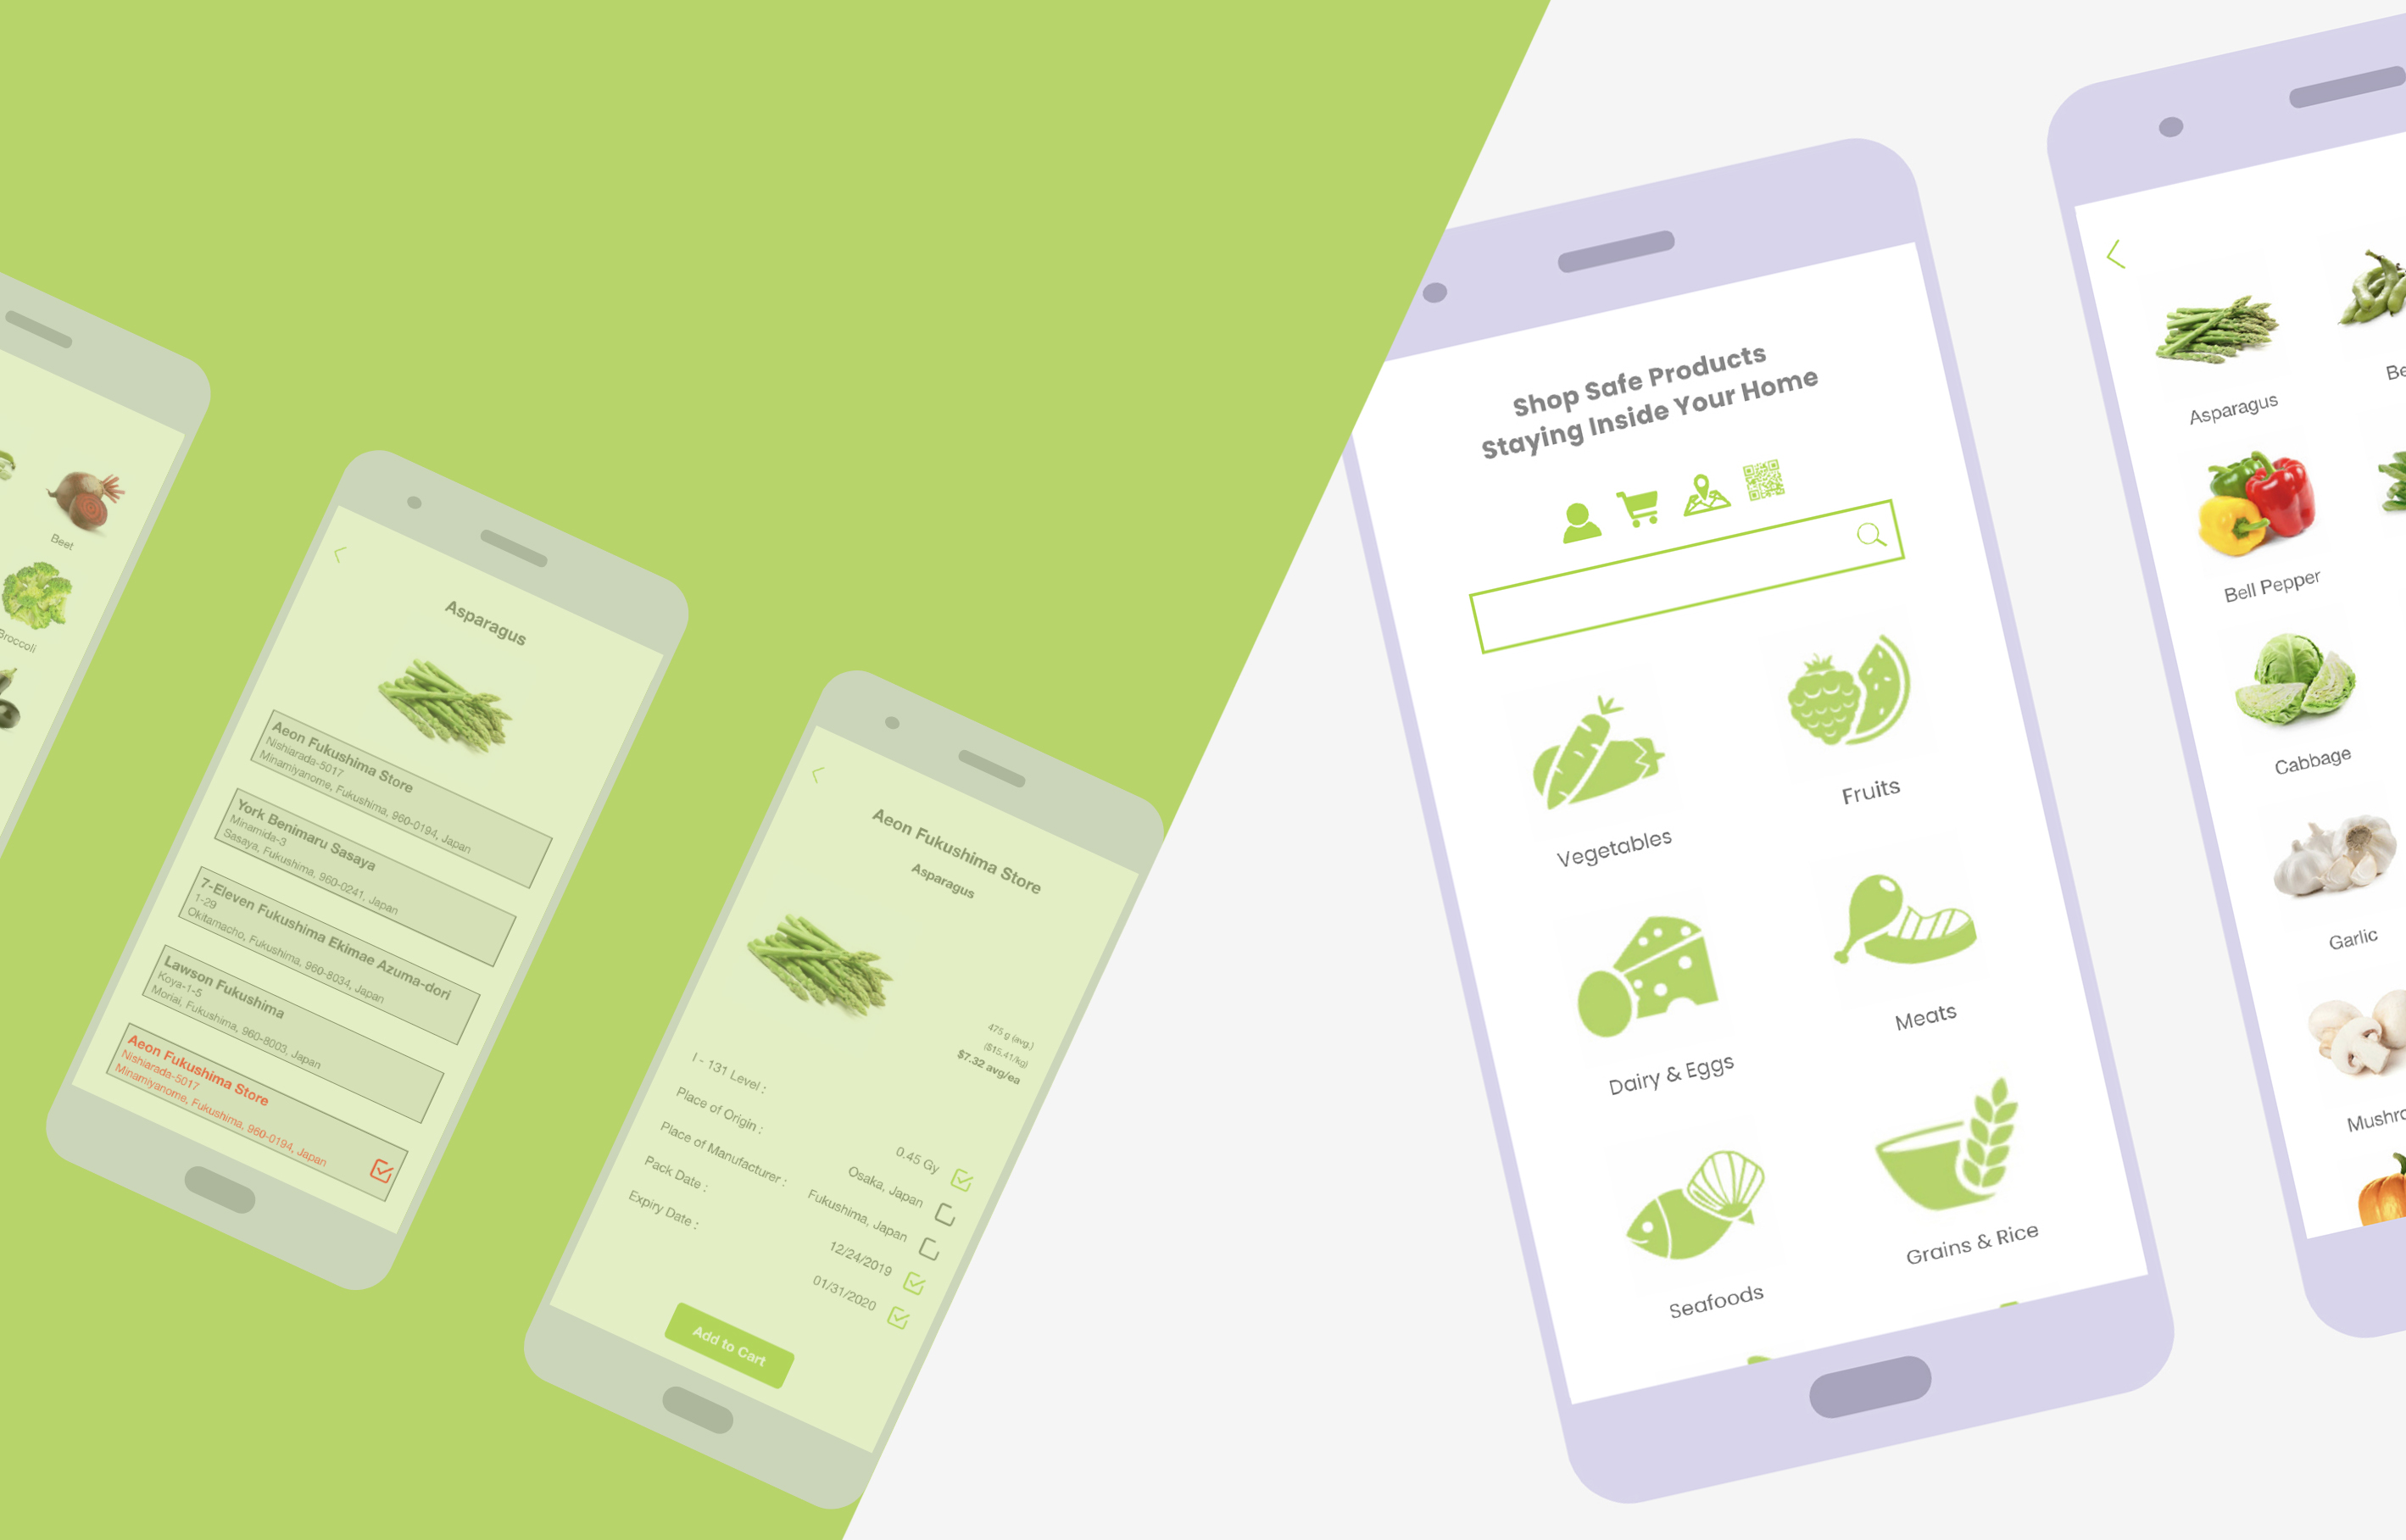 Beet
Broccoli
Asparagus
Aeon Fukushima Store
Nishiarada-5017
Minamiyanome, Fukushima, 960-0194, Japan
York Benimaru Sasaya
Minamida-3
Sasaya, Fukushima, 960-0241, Japan
7-Eleven Fukushima Ekimae Azuma-dori
1-29
Okitamacho, Fukushima, 960-8034, Japan
Lawson Fukushima
Koya-1-5
Moriai, Fukushima, 960-8003, Japan
Aeon Fukushima Store
Nishiarada-5017
Minamiyanome, Fukushima, 960-0194, Japan
Aeon Fukushima Store
Asparagus
475 g (avg.)
($15.41/kg)
$7.32 avg/ea
I - 131 Level : 0.45 Gy
Place of Origin : Osaka, Japan
Place of Manufacturer : Fukushima, Japan
Pack Date : 12/24/2019
Expiry Date : 01/31/2020
Add to Cart
Shop Safe Products
Staying Inside Your Home
Vegetables
Fruits
Dairy & Eggs
Meats
Seafoods
Grains & Rice
Asparagus
Be
Bell Pepper
Cabbage
Garlic
Mushro